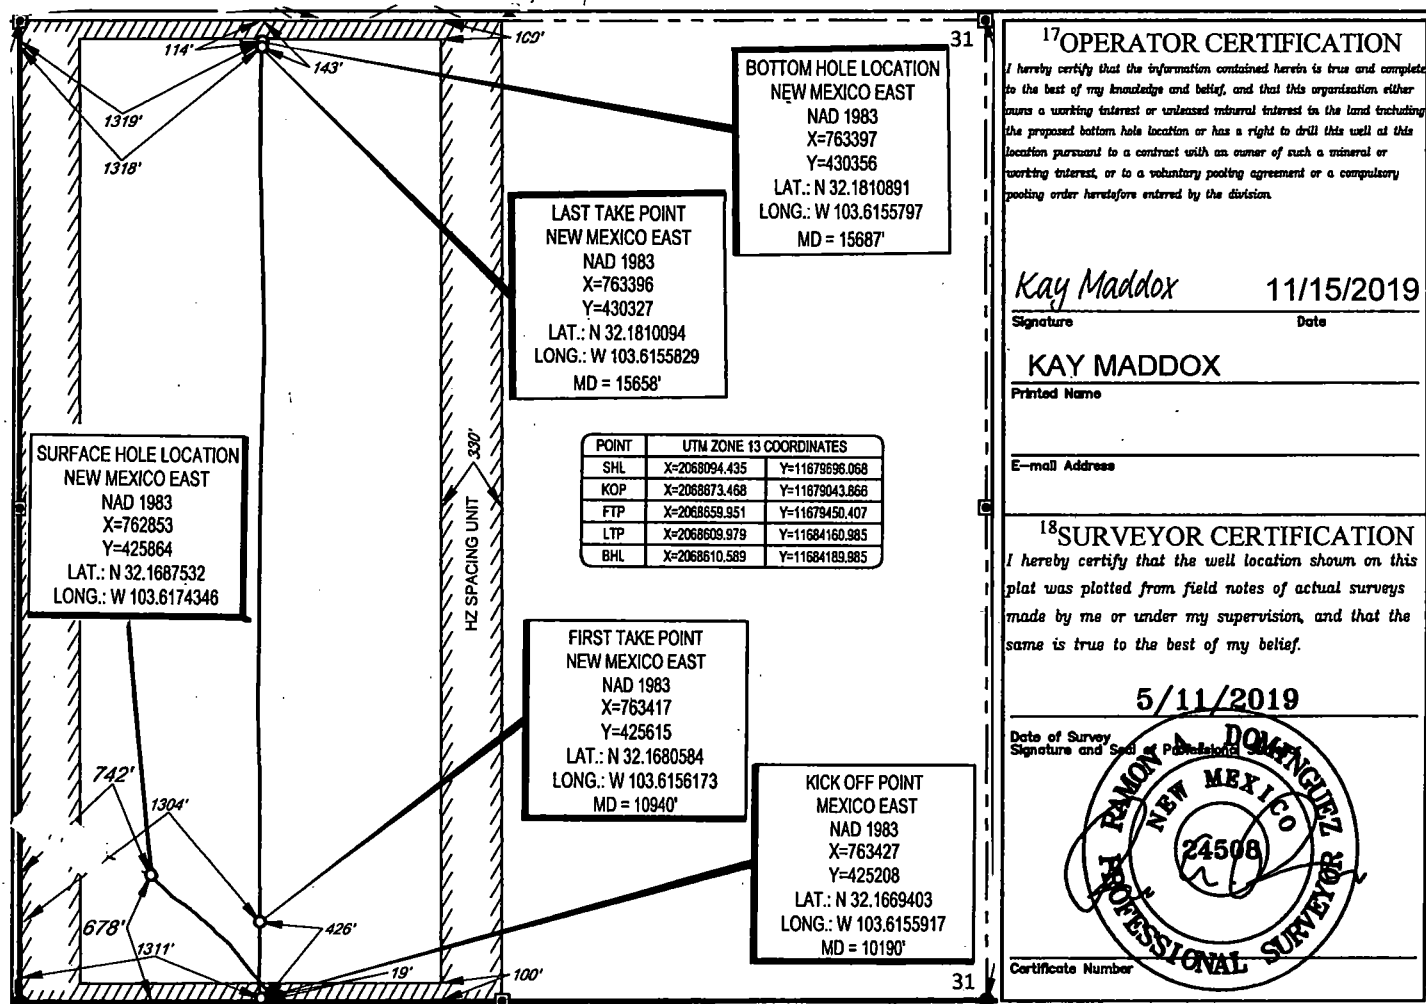 114'
143'
100'
31
1319'
1318'
BOTTOM HOLE LOCATION
NEW MEXICO EAST
NAD 1983
X=763397
Y=430356
LAT.: N 32.1810891
LONG.: W 103.6155797
MD = 15687'
LAST TAKE POINT
NEW MEXICO EAST
NAD 1983
X=763396
Y=430327
LAT.: N 32.1810094
LONG.: W 103.6155829
MD = 15658'
SURFACE HOLE LOCATION
NEW MEXICO EAST
NAD 1983
X=762853
Y=425864
LAT.: N 32.1687532
LONG.: W 103.6174346
330'
HZ SPACING UNIT
POINT UTM ZONE 13 COORDINATES
SHL X=2068094.435 Y=11679696.068
KOP X=2068673.468 Y=11679043.866
FTP X=2068659.951 Y=11679450.407
LTP X=2068609.979 Y=11684160.985
BHL X=2068610.589 Y=11684189.985
FIRST TAKE POINT
NEW MEXICO EAST
NAD 1983
X=763417
Y=425615
LAT.: N 32.1680584
LONG.: W 103.6156173
MD = 10940'
KICK OFF POINT
MEXICO EAST
NAD 1983
X=763427
Y=425208
LAT.: N 32.1669403
LONG.: W 103.6155917
MD = 10190'
742'
1304'
678'
1311'
426'
19'
100'
31
17OPERATOR CERTIFICATION
I hereby certify that the information contained herein is true and complete
to the best of my knowledge and belief, and that this organization either
owns a working interest or unleased mineral interest in the land including
the proposed bottom hole location or has a right to drill this well at this
location pursuant to a contract with an owner of such a mineral or
working interest, or to a voluntary pooling agreement or a compulsory
pooling order heretofore entered by the division.
Kay Maddox 11/15/2019
Signature Date
KAY MADDOX
Printed Name
E-mail Address
18SURVEYOR CERTIFICATION
I hereby certify that the well location shown on this
plat was plotted from field notes of actual surveys
made by me or under my supervision, and that the
same is true to the best of my belief.
5/11/2019
Date of Survey
Signature and Seal of Professional
RAMON A. DOMINGUEZ
NEW MEXICO
24508
PROFESSIONAL SURVEYOR
Certificate Number